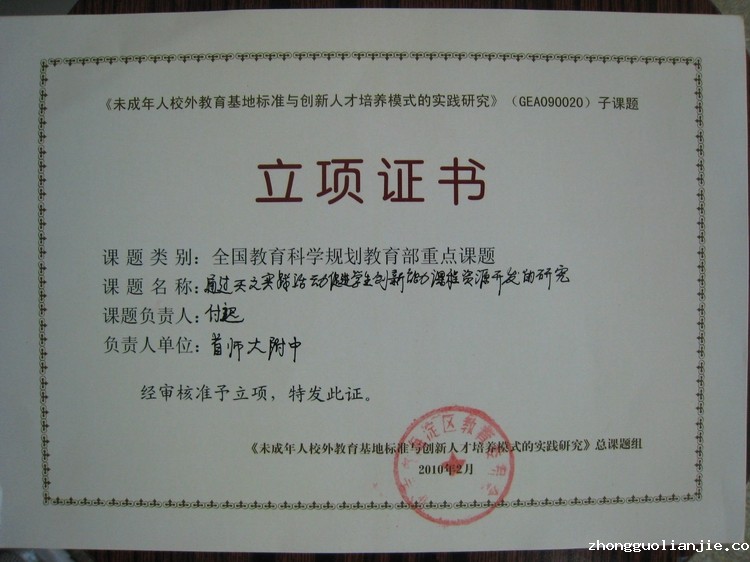 《未成年人校外教育基地标准与创新人才培养模式的实践研究》（GEA090020）子课题
立项证书
课题类别：全国教育科学规划教育部重点课题
课题名称：通过天文实践活动促进学生创新能力课程资源开发的研究
课题负责人：付起
负责人单位：首师大附中
经审核准予立项，特发此证。
《未成年人校外教育基地标准与创新人才培养模式的实践研究》总课题组
2010年2月
淀区教育
zhongguolianjie.co